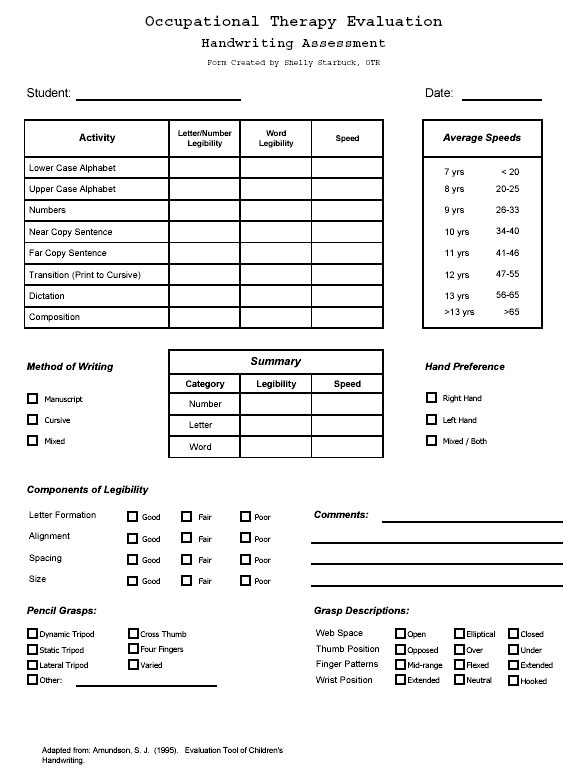 Occupational Therapy Evaluation
Handwriting Assessment
Form Created by Shelly Starbuck, OTR
Student:
Date:
Activity
Letter/Number Legibility
Word Legibility
Speed
Lower Case Alphabet
Upper Case Alphabet
Numbers
Near Copy Sentence
Far Copy Sentence
Transition (Print to Cursive)
Dictation
Composition
Average Speeds
7 yrs < 20
8 yrs 20-25
9 yrs 26-33
10 yrs 34-40
11 yrs 41-46
12 yrs 47-55
13 yrs 56-65
>13 yrs >65
Method of Writing
Manuscript
Cursive
Mixed
Summary
Category Legibility Speed
Number
Letter
Word
Hand Preference
Right Hand
Left Hand
Mixed / Both
Components of Legibility
Letter Formation Good Fair Poor
Alignment Good Fair Poor
Spacing Good Fair Poor
Size Good Fair Poor
Comments:
Pencil Grasps:
Dynamic Tripod Cross Thumb
Static Tripod Four Fingers
Lateral Tripod Varied
Other:
Grasp Descriptions:
Web Space Open Elliptical Closed
Thumb Position Opposed Over Under
Finger Patterns Mid-range Flexed Extended
Wrist Position Extended Neutral Hooked
Adapted from: Amundson, S. J. (1995). Evaluation Tool of Children's
Handwriting.